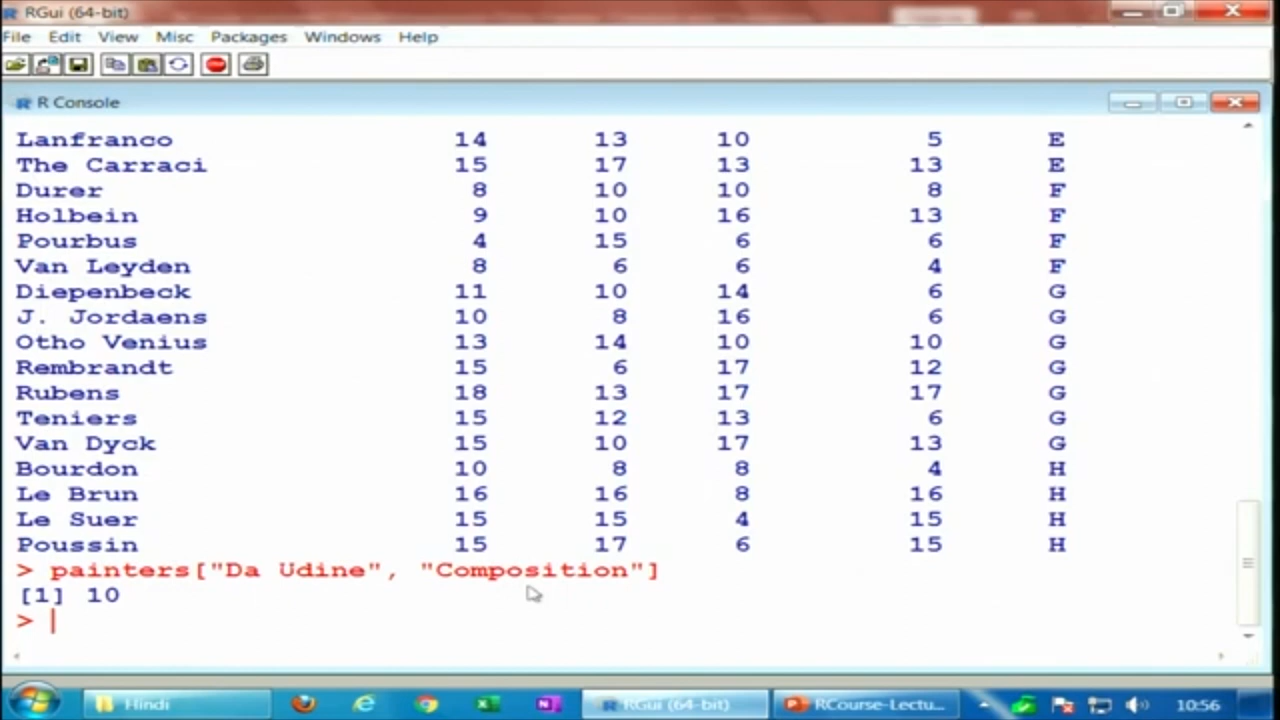 RGui (64-bit)
File Edit View Misc Packages Windows Help
R Console
Lanfranco 14 13 10 5 E
The Carraci 15 17 13 13 E
Durer 8 10 10 8 F
Holbein 9 10 16 13 F
Pourbus 4 15 6 6 F
Van Leyden 8 6 6 4 F
Diepenbeck 11 10 14 6 G
J. Jordaens 10 8 16 6 G
Otho Venius 13 14 10 10 G
Rembrandt 15 6 17 12 G
Rubens 18 13 17 17 G
Teniers 15 12 13 6 G
Van Dyck 15 10 17 13 G
Bourdon 10 8 8 4 H
Le Brun 16 16 8 16 H
Le Suer 15 15 4 15 H
Poussin 15 17 6 15 H
> painters["Da Udine", "Composition"]
[1] 10
>
Hindi RGui (64-bit) RCourse-Lectu... 10:56